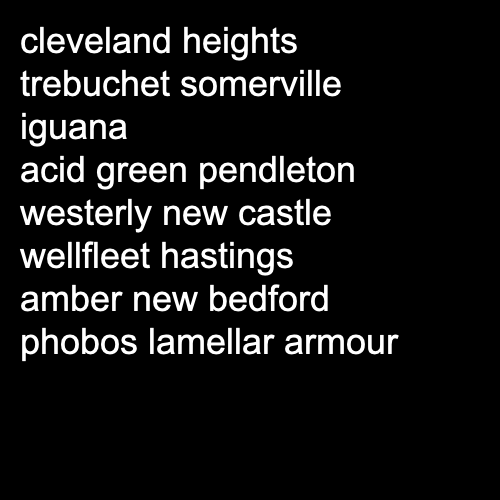 cleveland heights
trebuchet somerville
iguana
acid green pendleton
westerly new castle
wellfleet hastings
amber new bedford
phobos lamellar armour